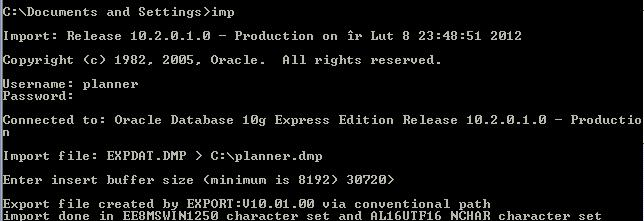 C:\Documents and Settings>imp
Import: Release 10.2.0.1.0 - Production on îr Lut 8 23:48:51 2012
Copyright (c) 1982, 2005, Oracle.  All rights reserved.
Username: planner
Password:
Connected to: Oracle Database 10g Express Edition Release 10.2.0.1.0 - Productio
n
Import file: EXPDAT.DMP > C:\planner.dmp
Enter insert buffer size (minimum is 8192) 30720>
Export file created by EXPORT:V10.01.00 via conventional path
import done in EE8MSWIN1250 character set and AL16UTF16 NCHAR character set